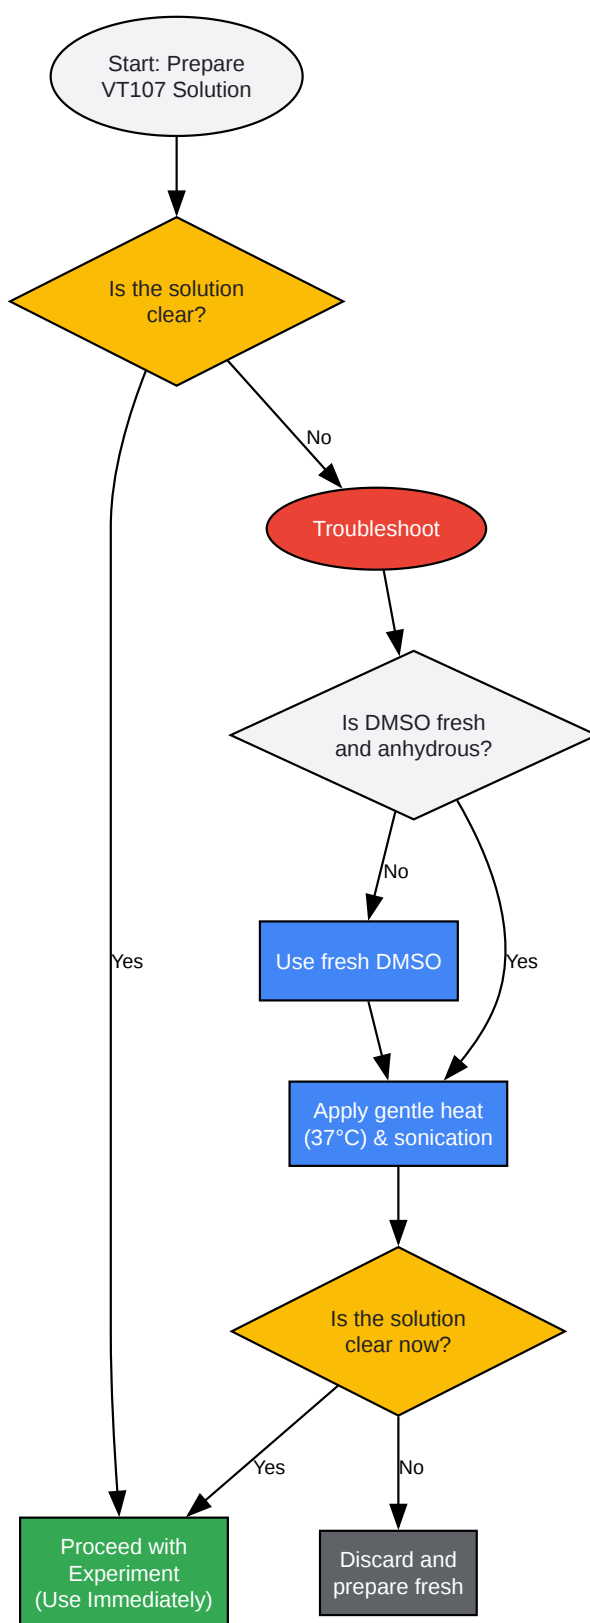 Start: Prepare
VT107 Solution
Is the solution
clear?
No
Troubleshoot
Is DMSO fresh
and anhydrous?
No
Use fresh DMSO
Yes
Yes
Apply gentle heat
(37°C) & sonication
Is the solution
clear now?
Yes
No
Proceed with
Experiment
(Use Immediately)
Discard and
prepare fresh